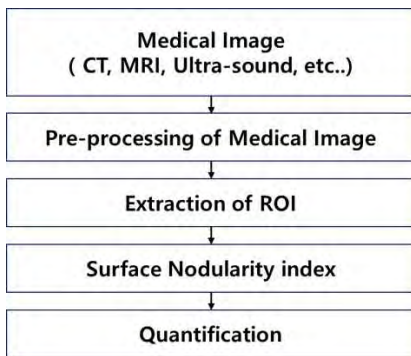 Medical Image
( CT, MRI, Ultra-sound, etc..)
Pre-processing of Medical Image
Extraction of ROI
Surface Nodularity index
Quantification